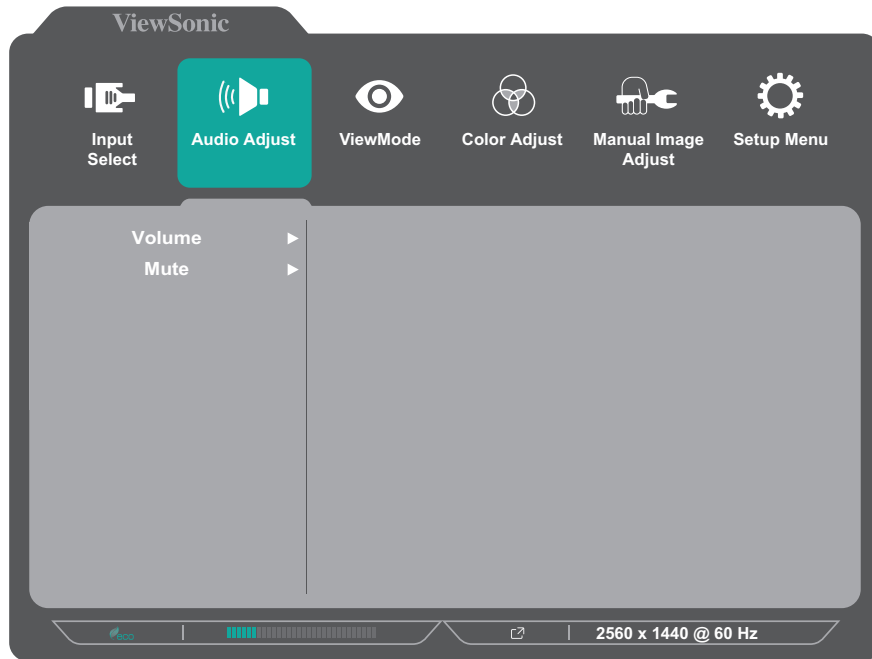 ViewSonic
Input
Select
Audio Adjust
ViewMode
Color Adjust
Manual Image
Adjust
Setup Menu
Volume
Mute
eco
2560 x 1440 @ 60 Hz